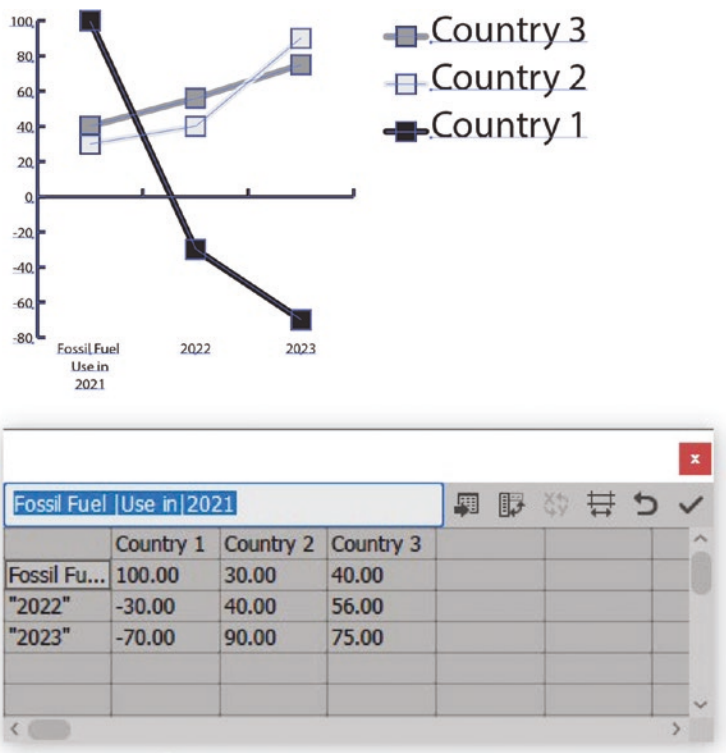 100
80
60
40
20
0
-20
-40
-60
-80
Fossil Fuel
Use in
2021
2022
2023
Country 3
Country 2
Country 1
x
Fossil Fuel |Use in|2021
Country 1 Country 2 Country 3
Fossil Fu... 100.00 30.00 40.00
"2022" -30.00 40.00 56.00
"2023" -70.00 90.00 75.00